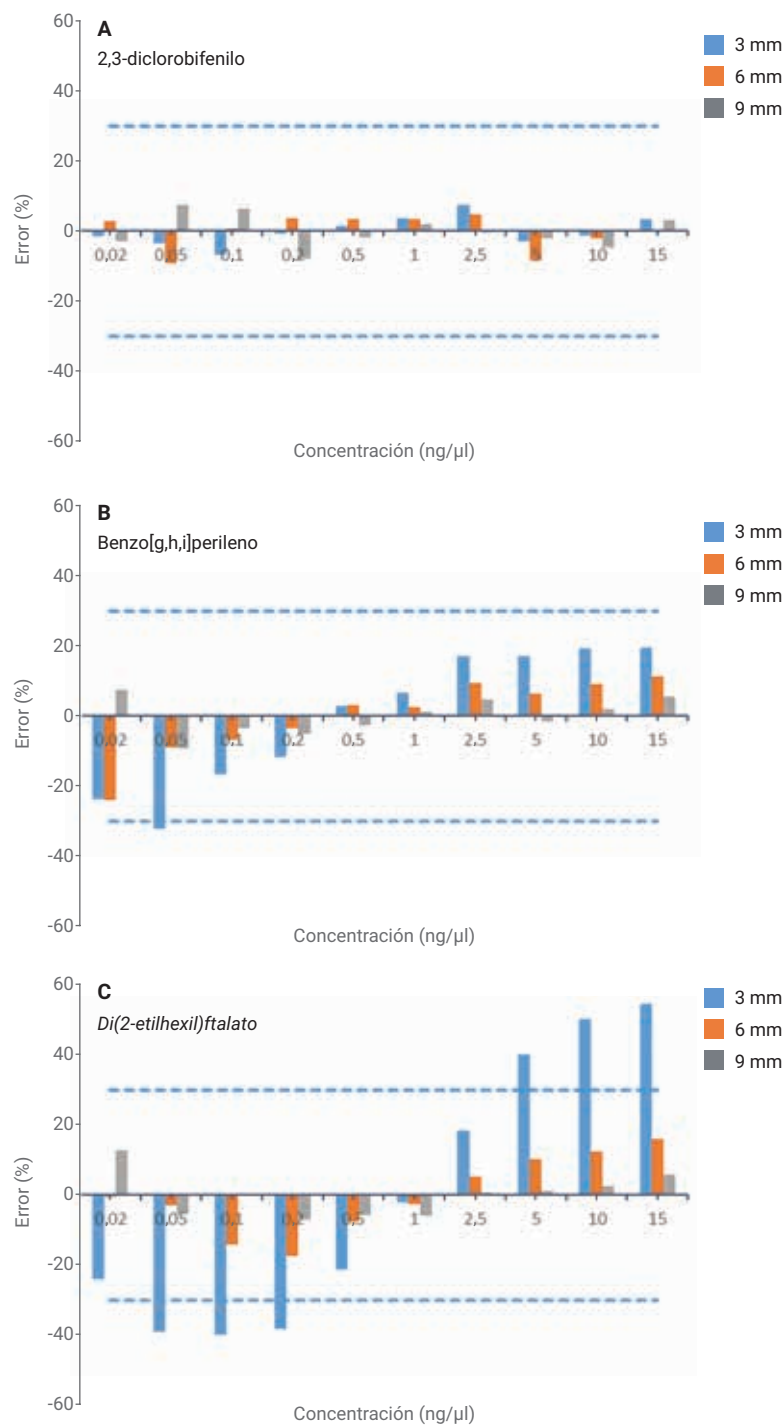 A
2,3-diclorobifenilo
60
40
20
0
-20
-40
-60
Error (%)
0,02 0,05 0,1 0,2 0,5 1 2,5 5 10 15
Concentración (ng/µl)
3 mm
6 mm
9 mm
B
Benzo[g,h,i]perileno
60
40
20
0
-20
-40
-60
Error (%)
0,02 0,05 0,1 0,2 0,5 1 2,5 5 10 15
Concentración (ng/µl)
3 mm
6 mm
9 mm
C
Di(2-etilhexil)ftalato
60
40
20
0
-20
-40
-60
Error (%)
0,02 0,05 0,1 0,2 0,5 1 2,5 5 10 15
Concentración (ng/µl)
3 mm
6 mm
9 mm